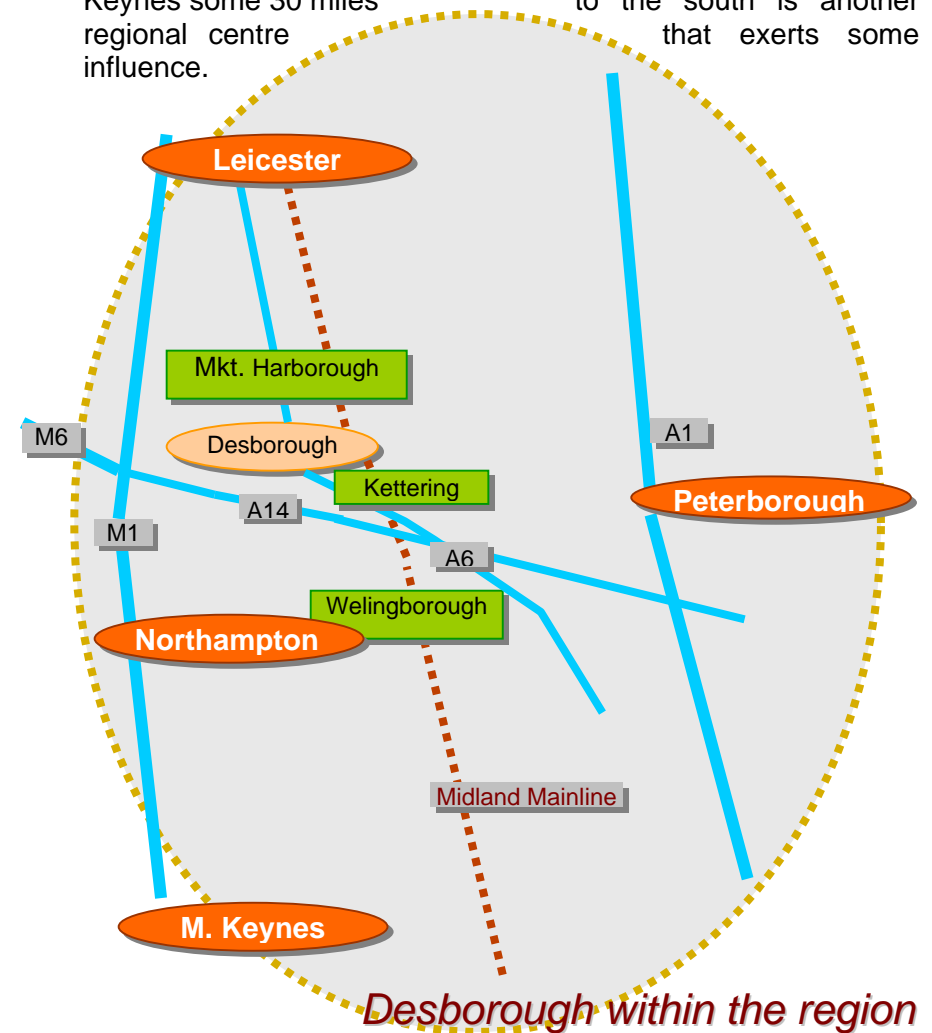 Keynes some 30 miles to the south is another
regional centre that exerts some
influence.
Leicester
Mkt. Harborough
Desborough
M6
A1
Kettering
Peterborough
A14
M1
A6
Welingborough
Northampton
Midland Mainline
M. Keynes
Desborough within the region